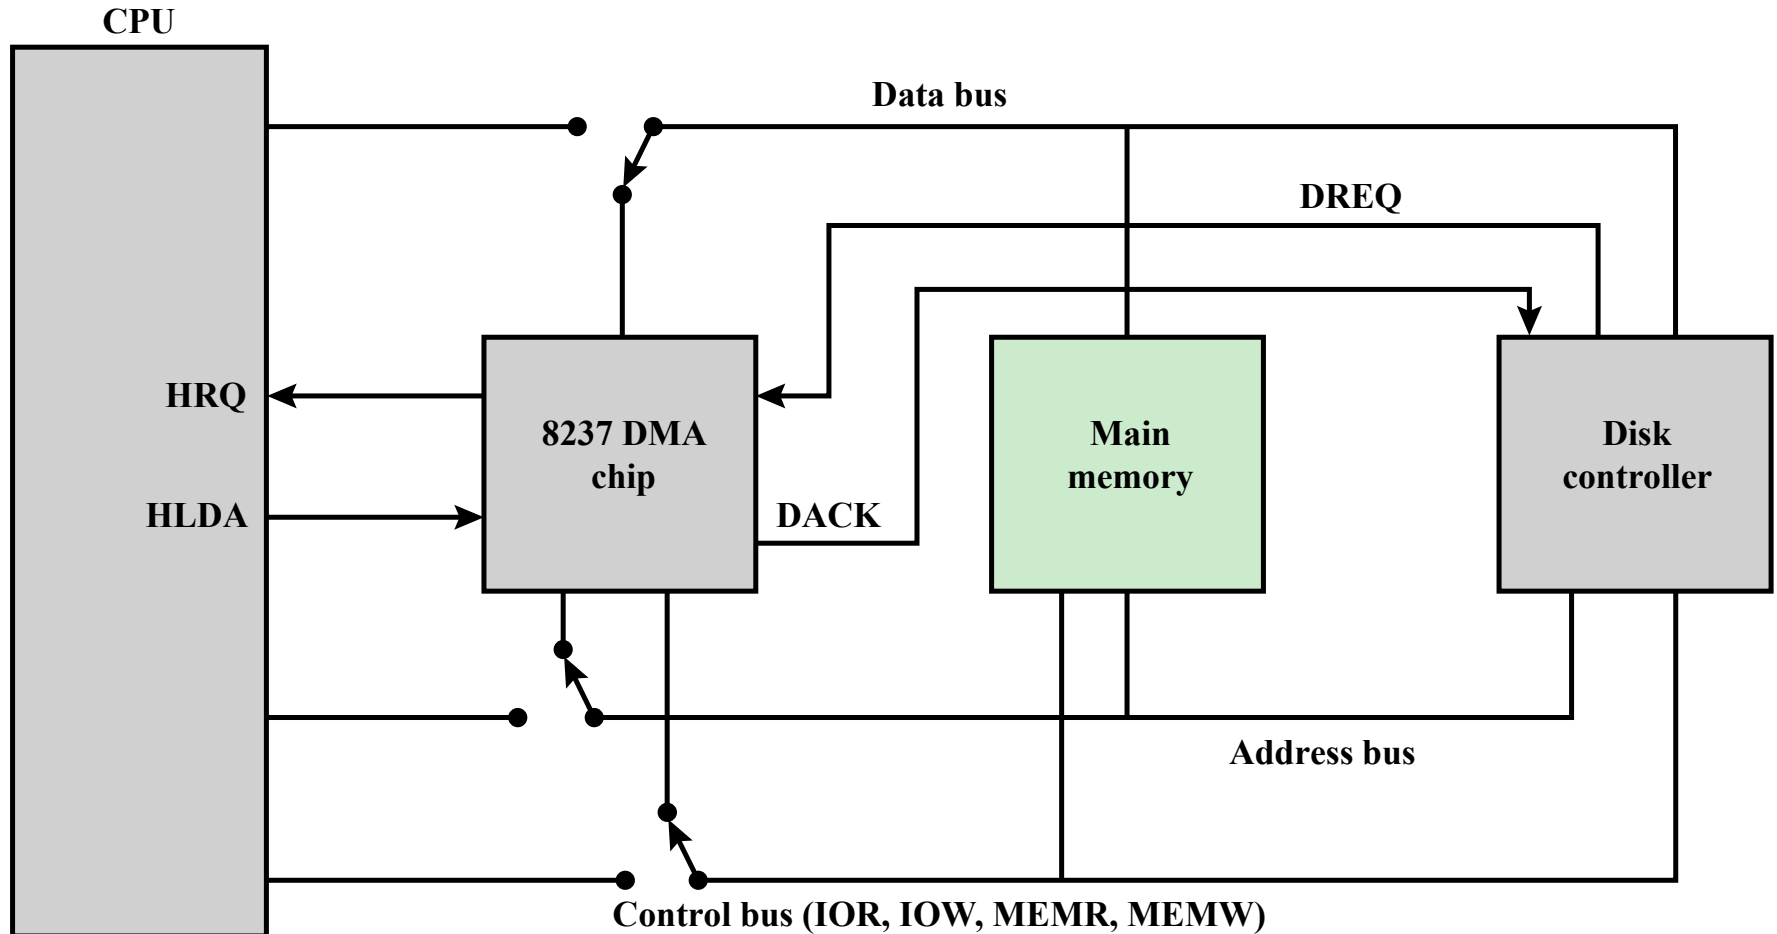 CPU
Data bus
DREQ
HRQ
8237 DMA
chip
Main
memory
Disk
controller
HLDA
DACK
Address bus
Control bus (IOR, IOW, MEMR, MEMW)